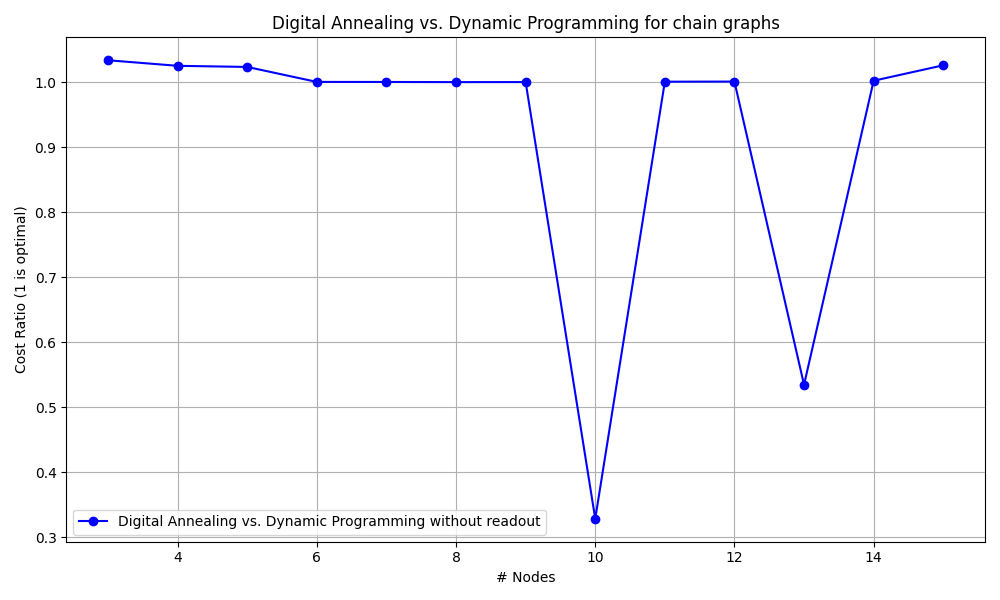 Digital Annealing vs. Dynamic Programming for chain graphs
Cost Ratio (1 is optimal)
1.0
0.9
0.8
0.7
0.6
0.5
0.4
0.3
Digital Annealing vs. Dynamic Programming without readout
4 6 8 10 12 14
# Nodes